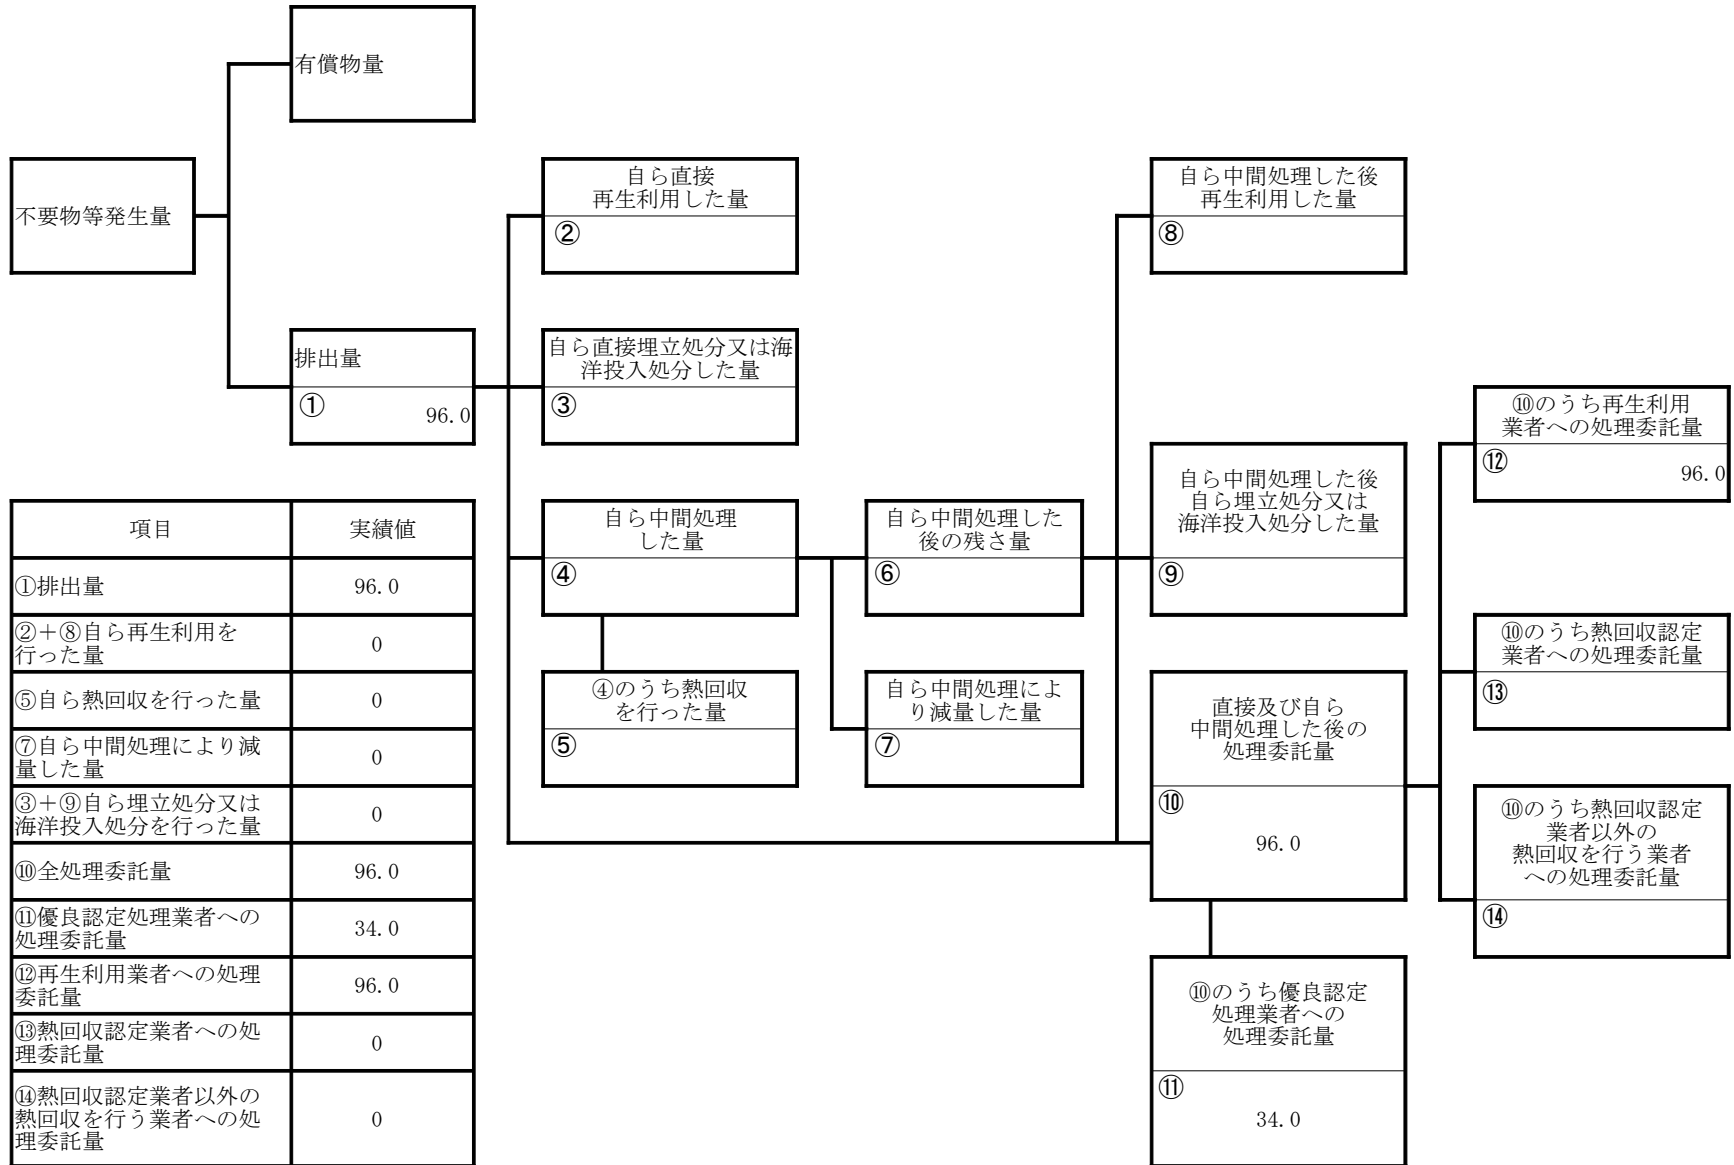 有償物量
不要物等発生量
自ら直接
再生利用した量
②
自ら中間処理した後
再生利用した量
⑧
排出量
①
96.0
自ら直接埋立処分又は海
洋投入処分した量
③
⑩のうち再生利用
業者への処理委託量
⑫
96.0
自ら中間処理
した量
④
自ら中間処理した
後の残さ量
⑥
自ら中間処理した後
自ら埋立処分又は
海洋投入処分した量
⑨
⑩のうち熱回収認定
業者への処理委託量
⑬
④のうち熱回収
を行った量
⑤
自ら中間処理によ
り減量した量
⑦
直接及び自ら
中間処理した後の
処理委託量
⑩
96.0
⑩のうち熱回収認定
業者以外の
熱回収を行う業者
への処理委託量
⑭
⑩のうち優良認定
処理業者への
処理委託量
⑪
34.0
項目 実績値
①排出量 96.0
②+⑧自ら再生利用を
行った量 0
⑤自ら熱回収を行った量 0
⑦自ら中間処理により減
量した量 0
③+⑨自ら埋立処分又は
海洋投入処分を行った量 0
⑩全処理委託量 96.0
⑪優良認定処理業者への
処理委託量 34.0
⑫再生利用業者への処理
委託量 96.0
⑬熱回収認定業者への処
理委託量 0
⑭熱回収認定業者以外の
熱回収を行う業者への処
理委託量 0